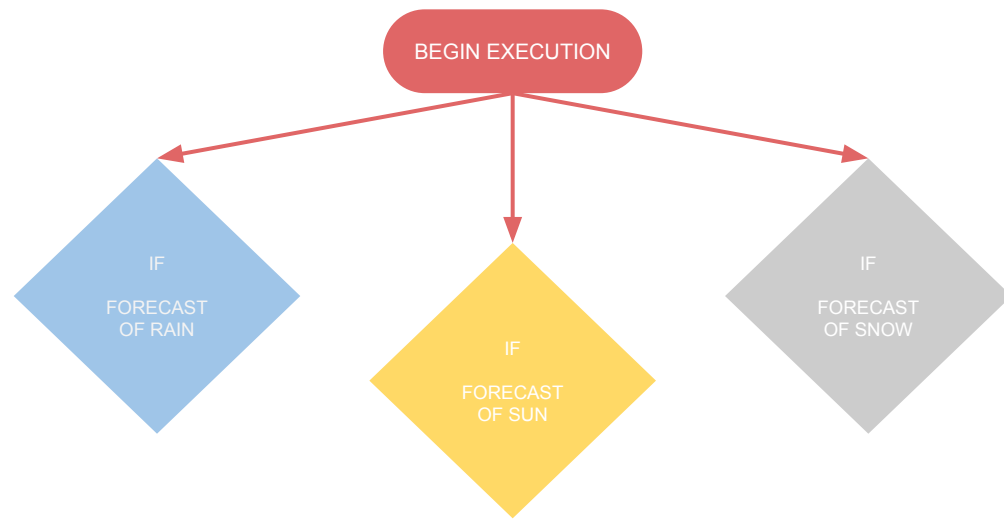 BEGIN EXECUTION
IF
FORECAST
OF RAIN
IF
FORECAST
OF SUN
IF
FORECAST
OF SNOW